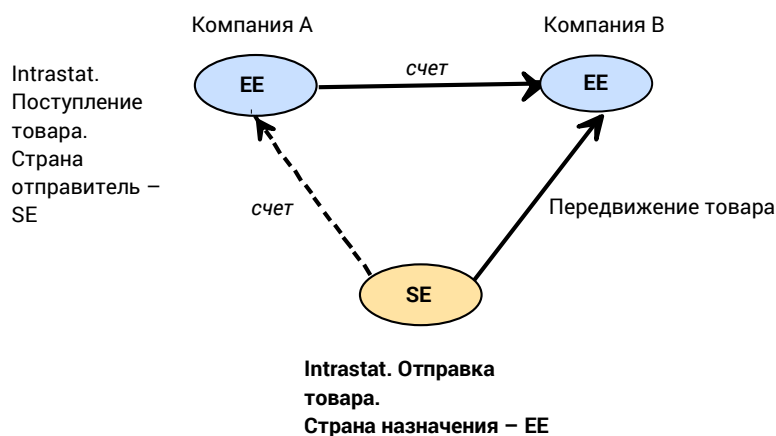 Компания А
Компания В
Intrastat.
Поступление
товара.
Страна
отправитель –
SE
EE
счет
EE
счет
Передвижение товара
SE
Intrastat. Отправка
товара.
Страна назначения – EE